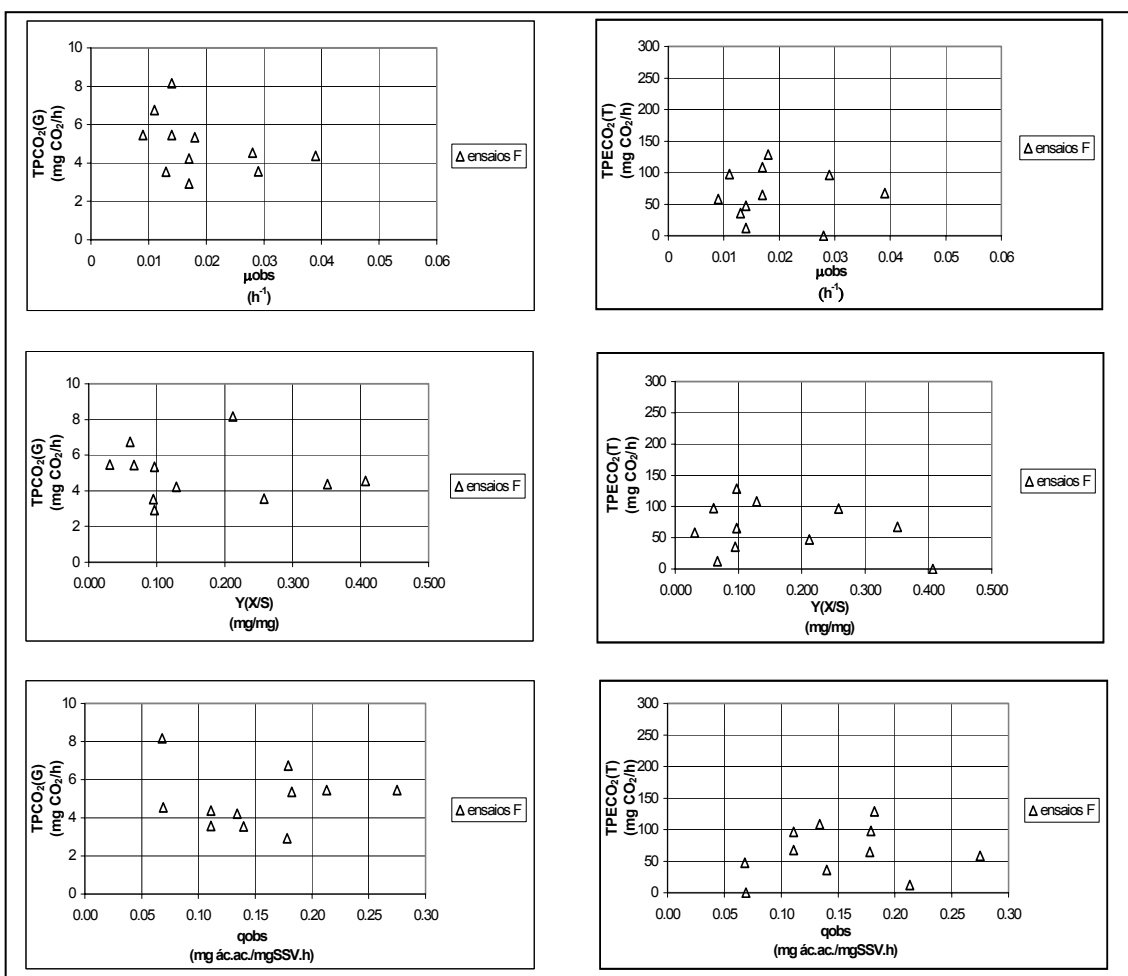 TPCO₂(G)
(mg CO₂/h)
10
8
6
4
2
0
0 0.01 0.02 0.03 0.04 0.05 0.06
µobs
(h⁻¹)
ensaios F
TPECO₂(T)
(mg CO₂/h)
300
250
200
150
100
50
0
0 0.01 0.02 0.03 0.04 0.05 0.06
µobs
(h⁻¹)
ensaios F
TPCO₂(G)
(mg CO₂/h)
10
8
6
4
2
0
0.000 0.100 0.200 0.300 0.400 0.500
Y(X/S)
(mg/mg)
ensaios F
TPECO₂(T)
(mg CO₂/h)
300
250
200
150
100
50
0
0.000 0.100 0.200 0.300 0.400 0.500
Y(X/S)
(mg/mg)
ensaios F
TPCO₂(G)
(mg CO₂/h)
10
8
6
4
2
0
0.00 0.05 0.10 0.15 0.20 0.25 0.30
qobs
(mg ác.ac./mgSSV.h)
ensaios F
TPECO₂(T)
(mg CO₂/h)
300
250
200
150
100
50
0
0.00 0.05 0.10 0.15 0.20 0.25 0.30
qobs
(mg ác.ac./mgSSV.h)
ensaios F